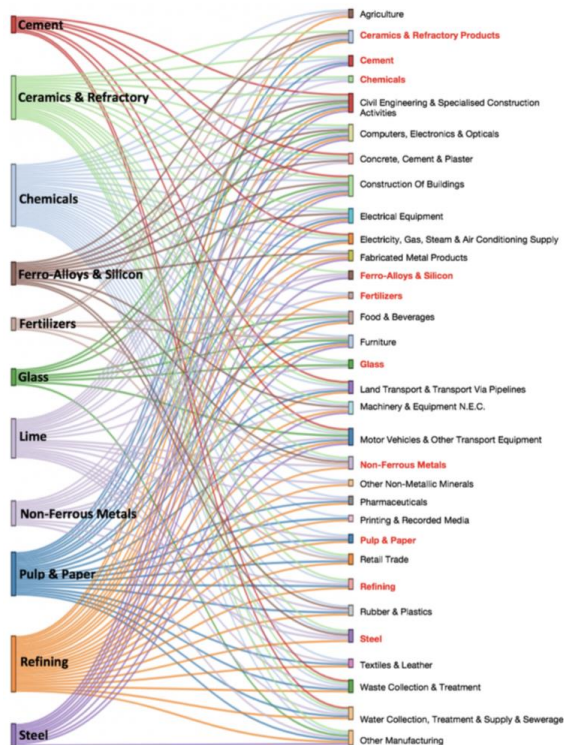 Cement
Ceramics & Refractory
Chemicals
Ferro-Alloys & Silicon
Fertilizers
Glass
Lime
Non-Ferrous Metals
Pulp & Paper
Refining
Steel
Agriculture
Ceramics & Refractory Products
Cement
Chemicals
Civil Engineering & Specialised Construction
Activities
Computers, Electronics & Opticals
Concrete, Cement & Plaster
Construction Of Buildings
Electrical Equipment
Electricity, Gas, Steam & Air Conditioning Supply
Fabricated Metal Products
Ferro-Alloys & Silicon
Fertilizers
Food & Beverages
Furniture
Glass
Land Transport & Transport Via Pipelines
Machinery & Equipment N.E.C.
Motor Vehicles & Other Transport Equipment
Non-Ferrous Metals
Other Non-Metallic Minerals
Pharmaceuticals
Printing & Recorded Media
Pulp & Paper
Retail Trade
Refining
Rubber & Plastics
Steel
Textiles & Leather
Waste Collection & Treatment
Water Collection, Treatment & Supply & Sewerage
Other Manufacturing